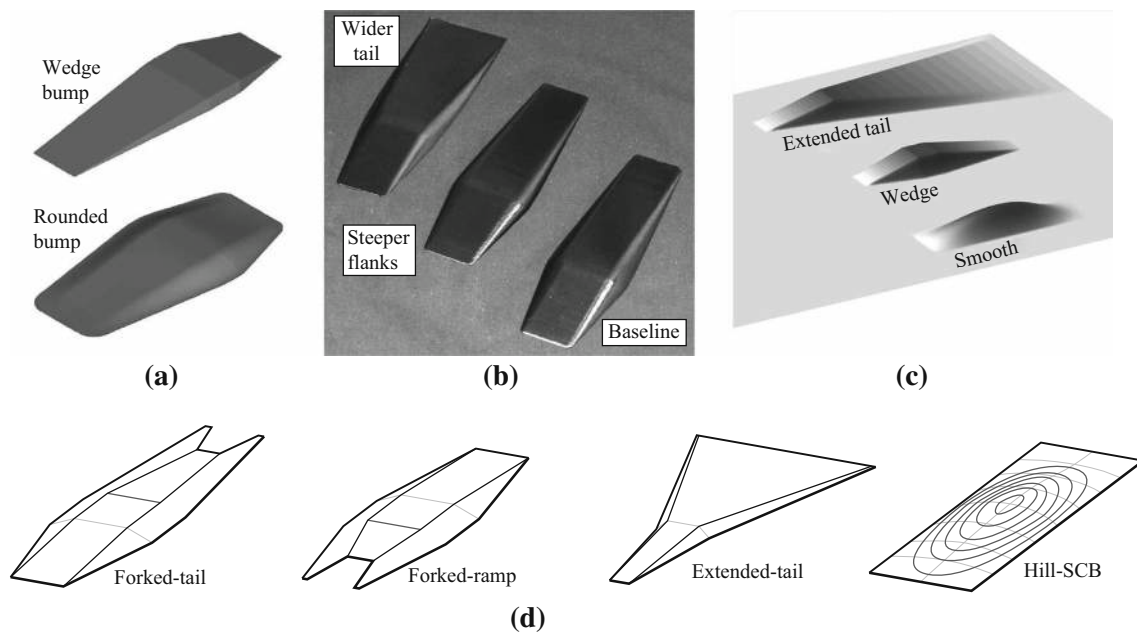 Wedge
bump
Rounded
bump
(a)
Wider
tail
Steeper
flanks
Baseline
(b)
Extended tail
Wedge
Smooth
(c)
Forked-tail
Forked-ramp
Extended-tail
Hill-SCB
(d)